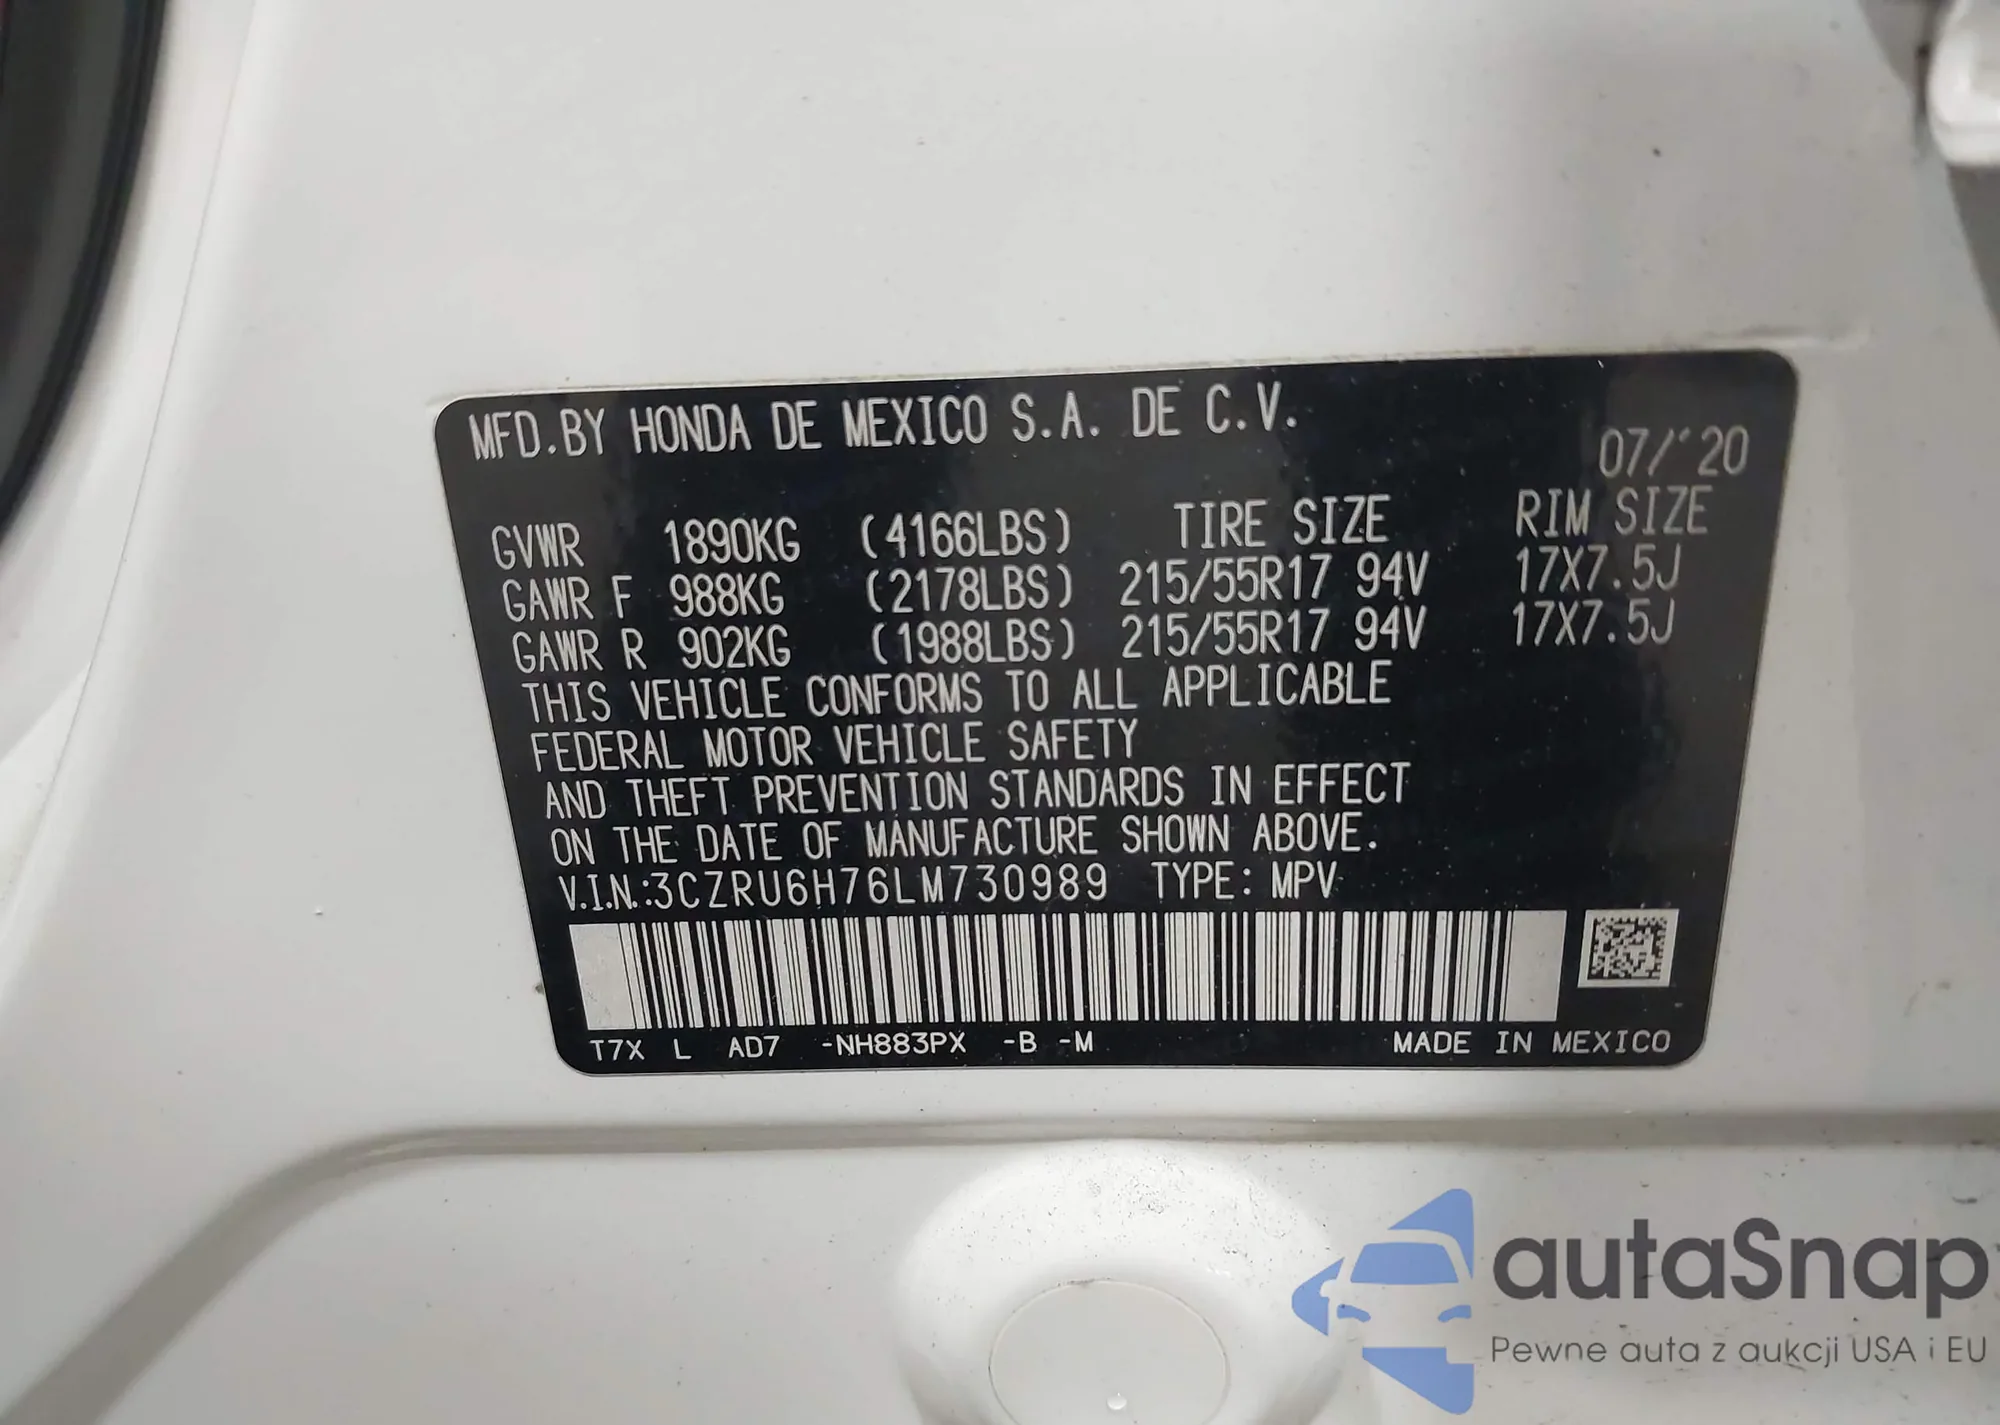 MFD.BY HONDA DE MEXICO S.A. DE C.V.
07/'20
GVWR 1890KG (4166LBS) TIRE SIZE RIM SIZE
GAWR F 988KG (2178LBS) 215/55R17 94V 17X7.5J
GAWR R 902KG (1988LBS) 215/55R17 94V 17X7.5J
THIS VEHICLE CONFORMS TO ALL APPLICABLE
FEDERAL MOTOR VEHICLE SAFETY
AND THEFT PREVENTION STANDARDS IN EFFECT
ON THE DATE OF MANUFACTURE SHOWN ABOVE.
V.I.N.:3CZRU6H76LM730989 TYPE: MPV
T7X L AD7 -NH883PX -B -M MADE IN MEXICO
autaSnap
Pewne auta z aukcji USA i EU